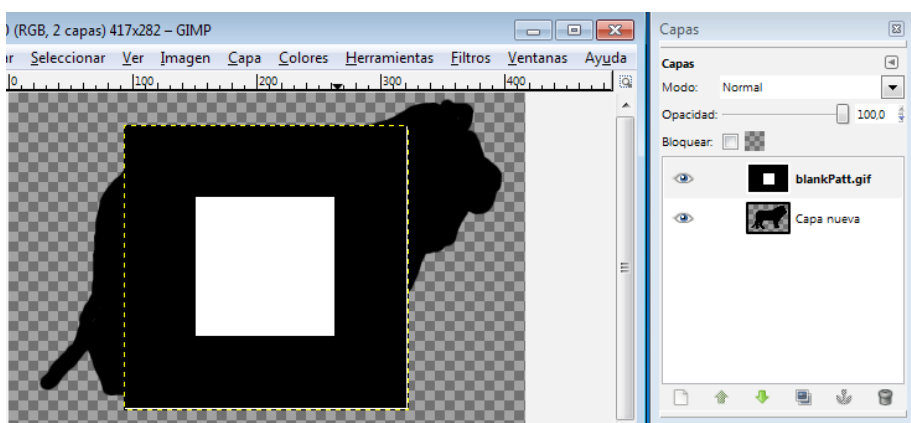 ) (RGB, 2 capas) 417x282 – GIMP
Seleccionar Ver Imagen Capa Colores Herramientas Filtros Ventanas Ayuda
0 100 200 300 400
Capas
Capas
Modo: Normal
Opacidad: 100,0
Bloquear:
blankPatt.gif
Capa nueva